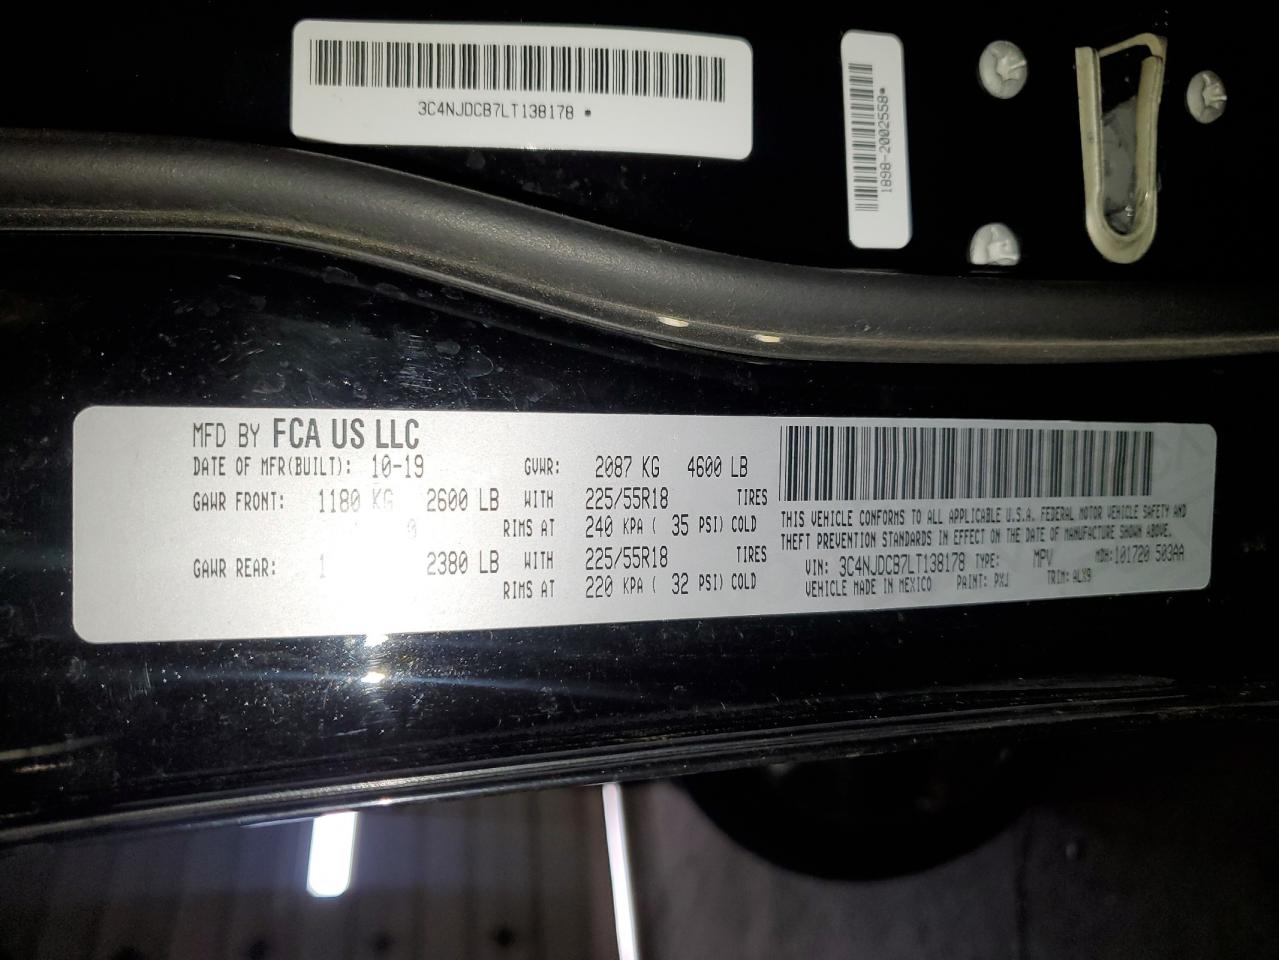 3C4NJDCB7LT138178 *
1898-2002558*
MFD BY FCA US LLC
DATE OF MFR(BUILT): 10-19 GVWR: 2087 KG 4600 LB
GAWR FRONT: 1180 KG 2600 LB WITH 225/55R18 TIRES
RIMS AT 240 KPA ( 35 PSI) COLD
GAWR REAR: 2380 LB WITH 225/55R18 TIRES
RIMS AT 220 KPA ( 32 PSI) COLD
THIS VEHICLE CONFORMS TO ALL APPLICABLE U.S.A. FEDERAL MOTOR VEHICLE SAFETY AND
THEFT PREVENTION STANDARDS IN EFFECT ON THE DATE OF MANUFACTURE SHOWN ABOVE.
VIN: 3C4NJDCB7LT138178 TYPE: MPV MDH:101720 503AA
VEHICLE MADE IN MEXICO PAINT: PXJ TRIM: ALX9